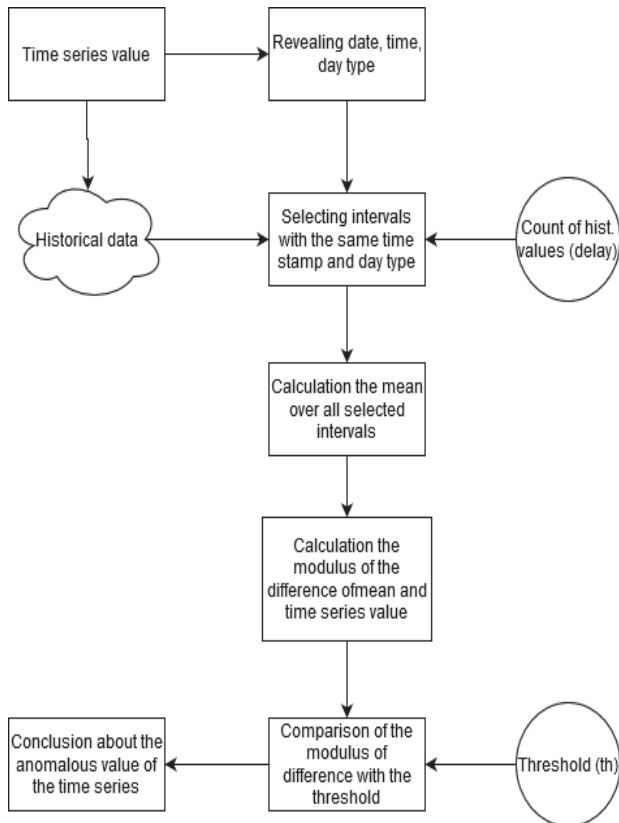 Time series value
Revealing date, time,
day type
Historical data
Selecting intervals
with the same time
stamp and day type
Count of hist.
values (delay)
Calculation the mean
over all selected
intervals
Calculation the
modulus of the
difference ofmean and
time series value
Conclusion about the
anomalous value of
the time series
Comparison of the
modulus of
difference with the
threshold
Threshold (th)